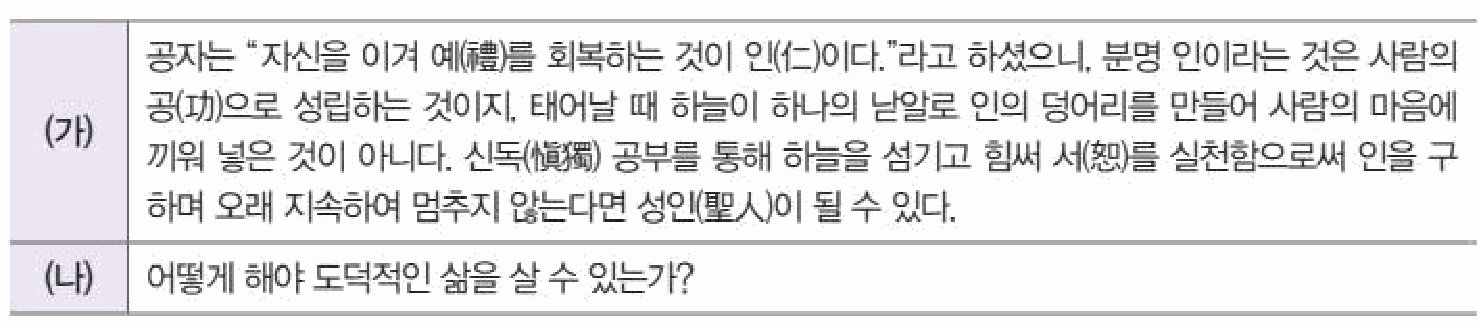 (가)
공자는 “자신을 이겨 예(禮)를 회복하는 것이 인(仁)이다.”라고 하셨으니, 분명 인이라는 것은 사람의
공(功)으로 성립하는 것이지, 태어날 때 하늘이 하나의 낟알로 인의 덩어리를 만들어 사람의 마음에
끼워 넣은 것이 아니다. 신독(愼獨) 공부를 통해 하늘을 섬기고 힘써 서(恕)를 실천함으로써 인을 구
하며 오래 지속하여 멈추지 않는다면 성인(聖人)이 될 수 있다.
(나)
어떻게 해야 도덕적인 삶을 살 수 있는가?